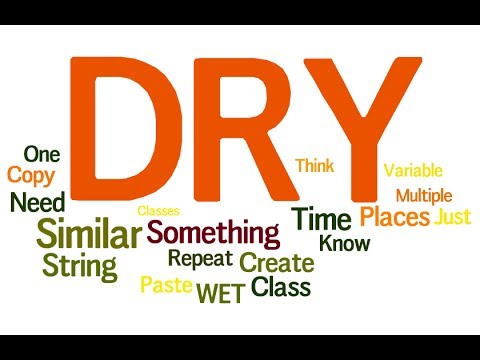 DRY
One
Think
Copy
Variable
Need
Multiple
Classes
Time Places Just
Similar Something
Know
String
Repeat Create
Paste WET Class